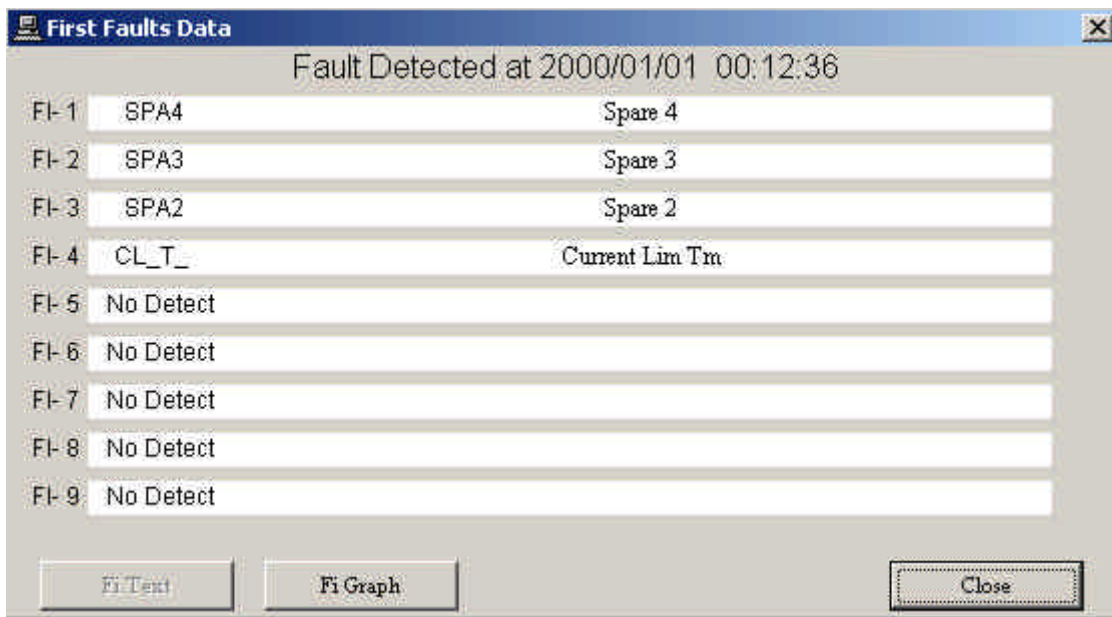 First Faults Data
Fault Detected at 2000/01/01 00:12:36
FI- 1 SPA4 Spare 4
FI- 2 SPA3 Spare 3
FI- 3 SPA2 Spare 2
FI- 4 CL_T_ Current Lim Tm
FI- 5 No Detect
FI- 6 No Detect
FI- 7 No Detect
FI- 8 No Detect
FI- 9 No Detect
Fi Text Fi Graph Close